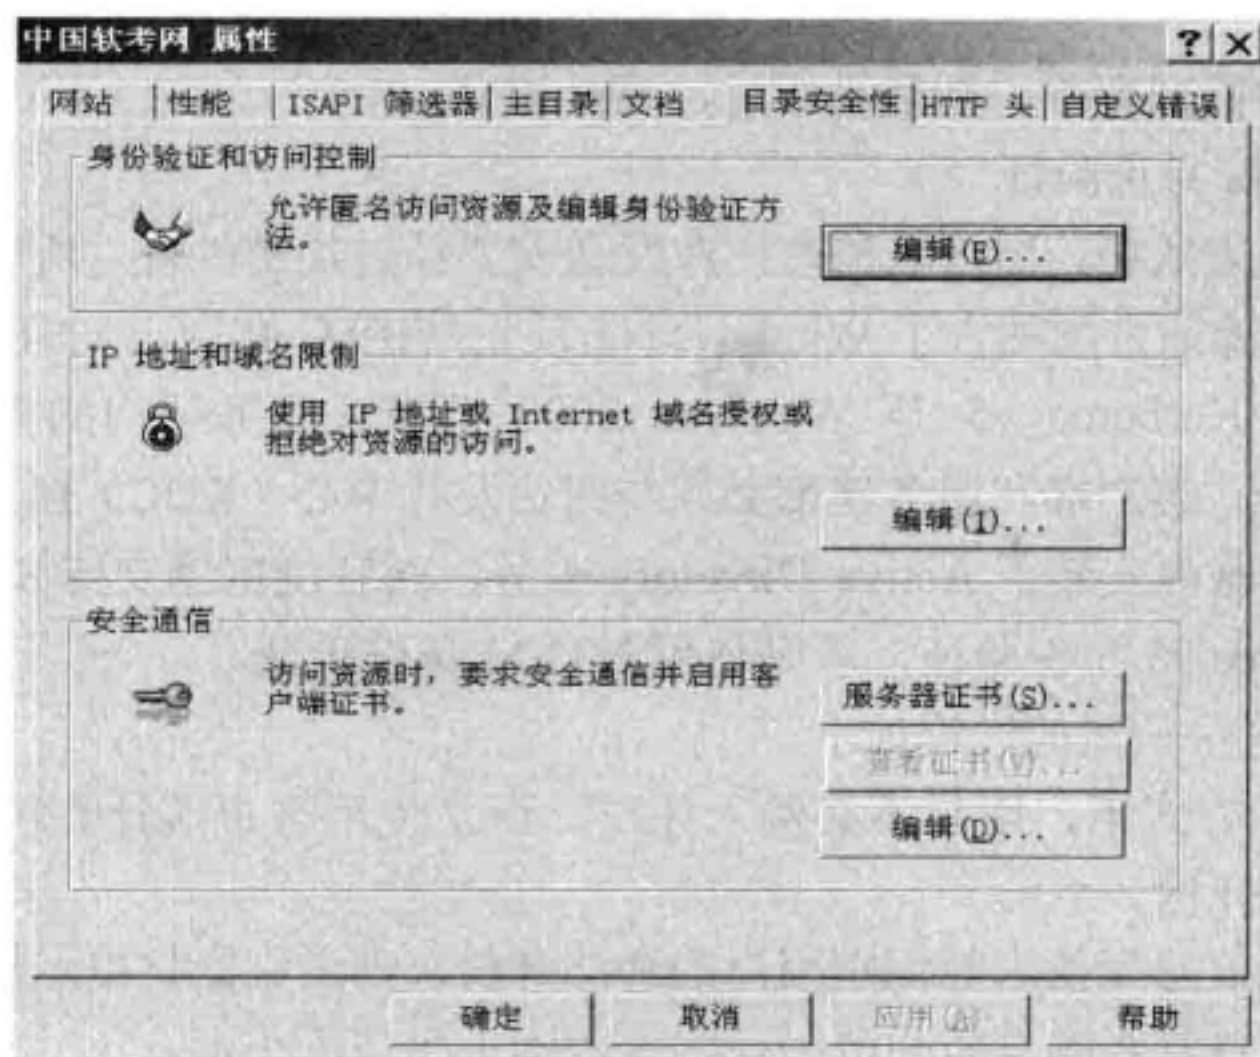 中国软考网 属性
网站 性能 ISAPI 筛选器 主目录 文档 目录安全性 HTTP 头 自定义错误
身份验证和访问控制
允许匿名访问资源及编辑身份验证方
法。
编辑(E)...
IP 地址和域名限制
使用 IP 地址或 Internet 域名授权或
拒绝对资源的访问。
编辑(I)...
安全通信
访问资源时，要求安全通信并启用客
户端证书。
服务器证书(S)...
查看证书(V)...
编辑(D)...
确定 取消 应用(A) 帮助